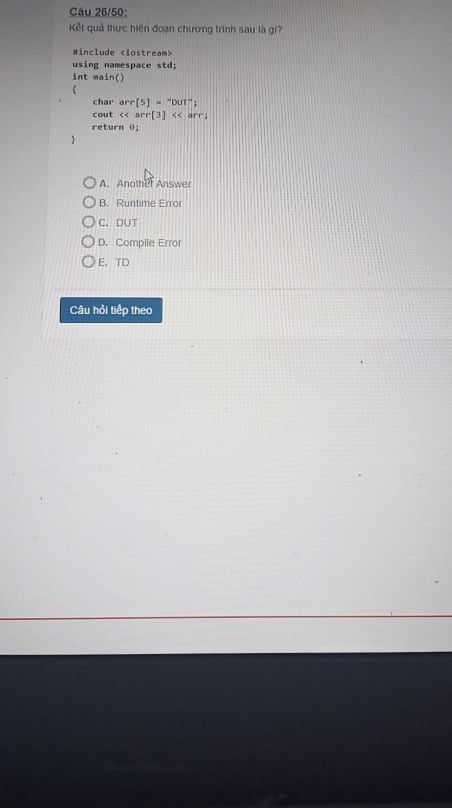 Câu 26/50:
Kết quả thực hiện đoạn chương trình sau là gì?
#include <iostream>
using namespace std;
int main()
{
char arr[5] = "DUT";
cout << arr[3] << arr;
return 0;
}
A. Another Answer
B. Runtime Error
C. DUT
D. Compile Error
E. TD
Câu hỏi tiếp theo